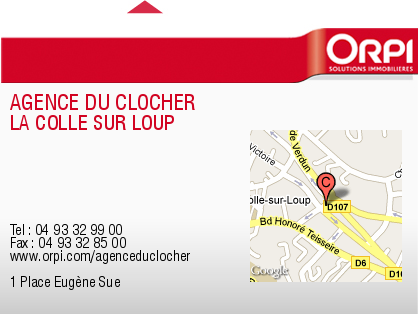 ORPI
SOLUTIONS IMMOBILIÈRES
AGENCE DU CLOCHER
LA COLLE SUR LOUP
de Verdun
Victoire
C
olle-sur-Loup
D107
Bd Honoré Teisseire
D6
D
Google
Tel : 04 93 32 99 00
Fax : 04 93 32 85 00
www.orpi.com/agenceduclocher
1 Place Eugène Sue